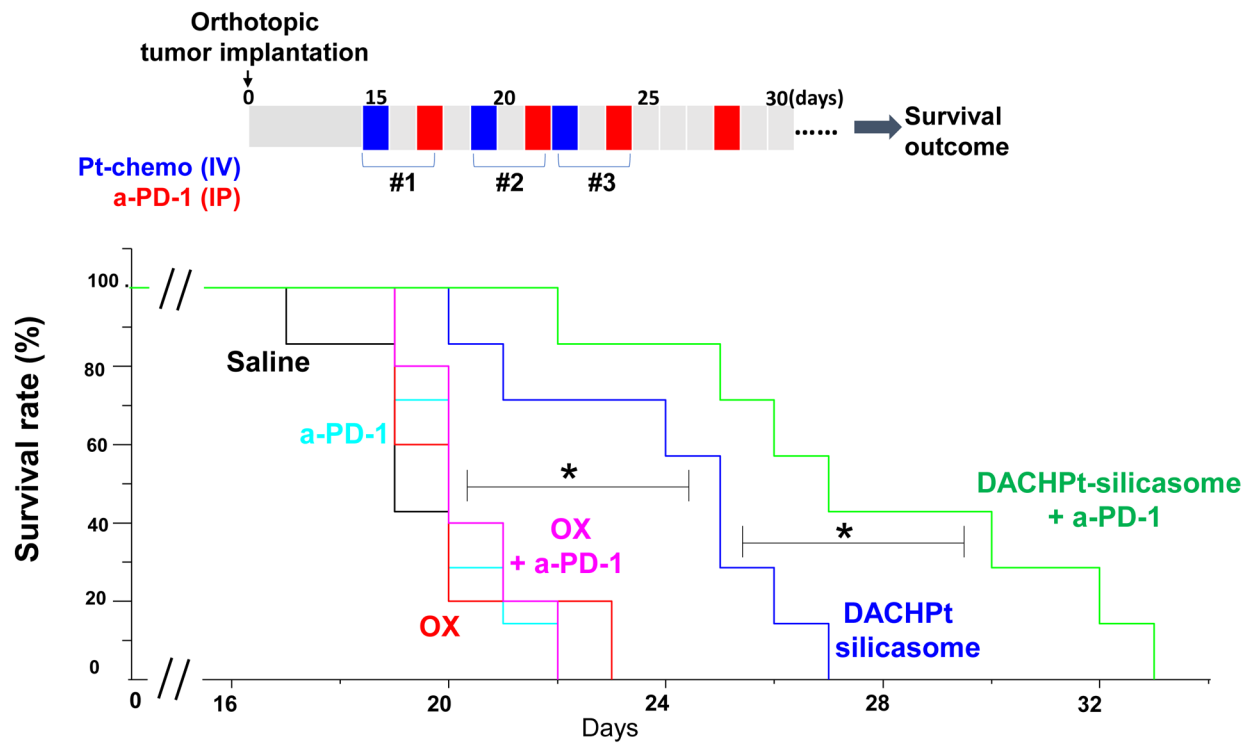 Orthotopic
tumor implantation
0
15
20
25
30(days)
......
Survival
outcome
Pt-chemo (IV)
a-PD-1 (IP)
#1
#2
#3
Survival rate (%)
100
80
60
40
20
0
Saline
a-PD-1
*
OX
+ a-PD-1
OX
*
DACHPt-silicasome
+ a-PD-1
DACHPt
silicasome
0
16
20
24
28
32
Days